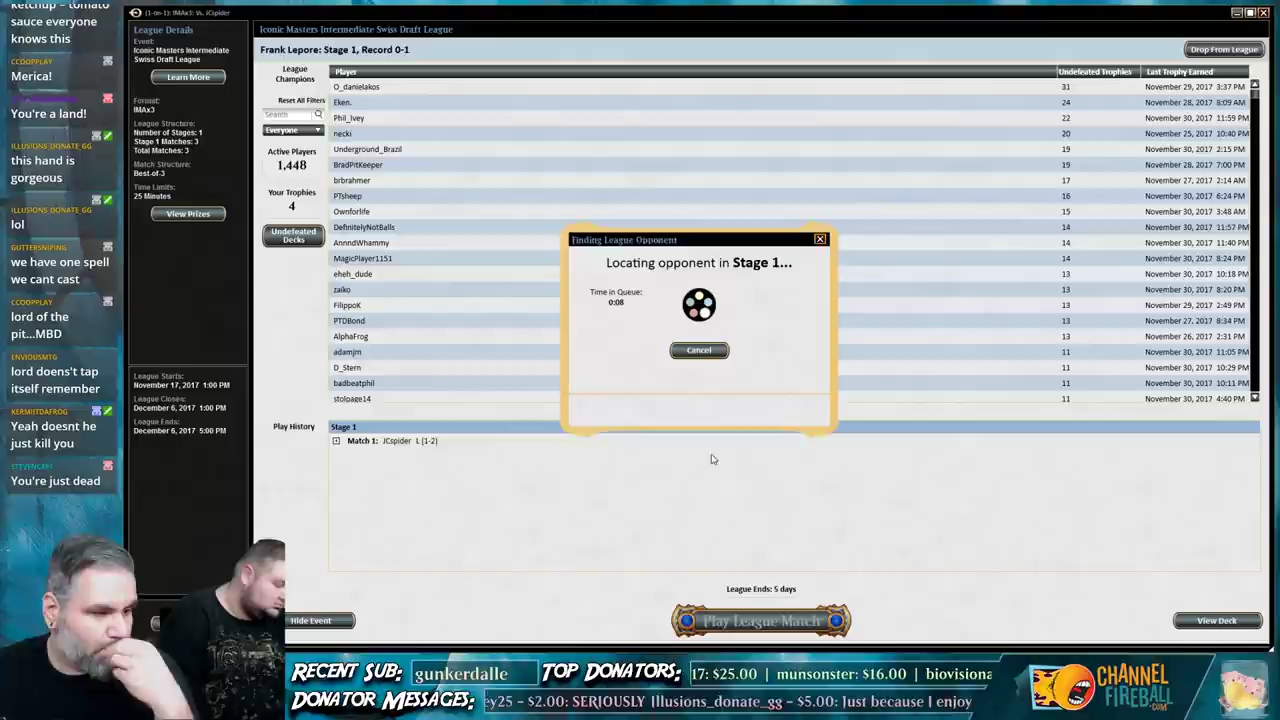 Ketchup - tomato
sauce everyone
knows this
CCOOPLAY
Merica!
You're a land!
ILLUSIONS_DONATE_GG
this hand is
gorgeous
ILLUSIONS_DONATE_GG
lol
GUTTERSNIPING
we have one spell
we cant cast
CCOOPLAY
lord of the
pit...MBD
ENVIOUSMTG
lord doens't tap
itself remember
KERMITDAFROG
Yeah doesnt he
just kill you
You're just dead
(1-on-1): IMAx3: Vs. JCspider
League Details
Event:
Iconic Masters Intermediate
Swiss Draft League
Learn More
Format:
IMAx3
League Structure:
Number of Stages: 1
Stage 1 Matches: 3
Total Matches: 3
Match Structure:
Best-of-3
Time Limits:
25 Minutes
View Prizes
League Starts:
November 17, 2017 1:00 PM
League Closes:
December 6, 2017 1:00 PM
League Ends:
December 6, 2017 5:00 PM
Iconic Masters Intermediate Swiss Draft League
Frank Lepore: Stage 1, Record 0-1
Drop From League
League
Champions
Reset All Filters
Search
Everyone
Active Players
1,448
Your Trophies
4
Undefeated
Decks
Player Undefeated Trophies Last Trophy Earned
O_danielakos 31 November 29, 2017 3:37 PM
Eken. 24 November 28, 2017 8:09 AM
Phil_Ivey 22 November 30, 2017 11:59 PM
necki 20 November 25, 2017 10:40 PM
Underground_Brazil 19 November 30, 2017 2:15 PM
BradPitKeeper 19 November 28, 2017 7:00 PM
brbrahmer 17 November 27, 2017 2:14 AM
PTsheep 16 November 30, 2017 6:24 PM
Ownforlife 15 November 30, 2017 3:48 AM
DefinitelyNotBalls 14 November 30, 2017 11:57 PM
AnnndWhammy 14 November 30, 2017 11:40 PM
MagicPlayer1151 14 November 30, 2017 8:24 PM
eheh_dude 13 November 30, 2017 10:18 PM
zaiko 13 November 30, 2017 8:20 PM
FilippoK 13 November 29, 2017 2:49 PM
PTDBond 13 November 27, 2017 8:34 PM
AlphaFrog 13 November 26, 2017 2:31 PM
adamjm 11 November 30, 2017 11:05 PM
D_Stern 11 November 30, 2017 10:29 PM
badbeatphil 11 November 30, 2017 10:11 PM
stolpage14 11 November 30, 2017 4:40 PM
Finding League Opponent
Locating opponent in Stage 1...
Time in Queue:
0:08
Cancel
Play History
Stage 1
Match 1: JCspider L (1-2)
League Ends: 5 days
Hide Event
Play League Match
View Deck
RECENT SUB: gunkerdalle TOP DONATORS: 17: $25.00 | munsonster: $16.00 | biovisiona
DONATOR MESSAGES: ey25 - $2.00: SERIOUSLY Illusions_donate_gg - $5.00: Just because I enjoy
CHANNEL
FIREBALL
.COM